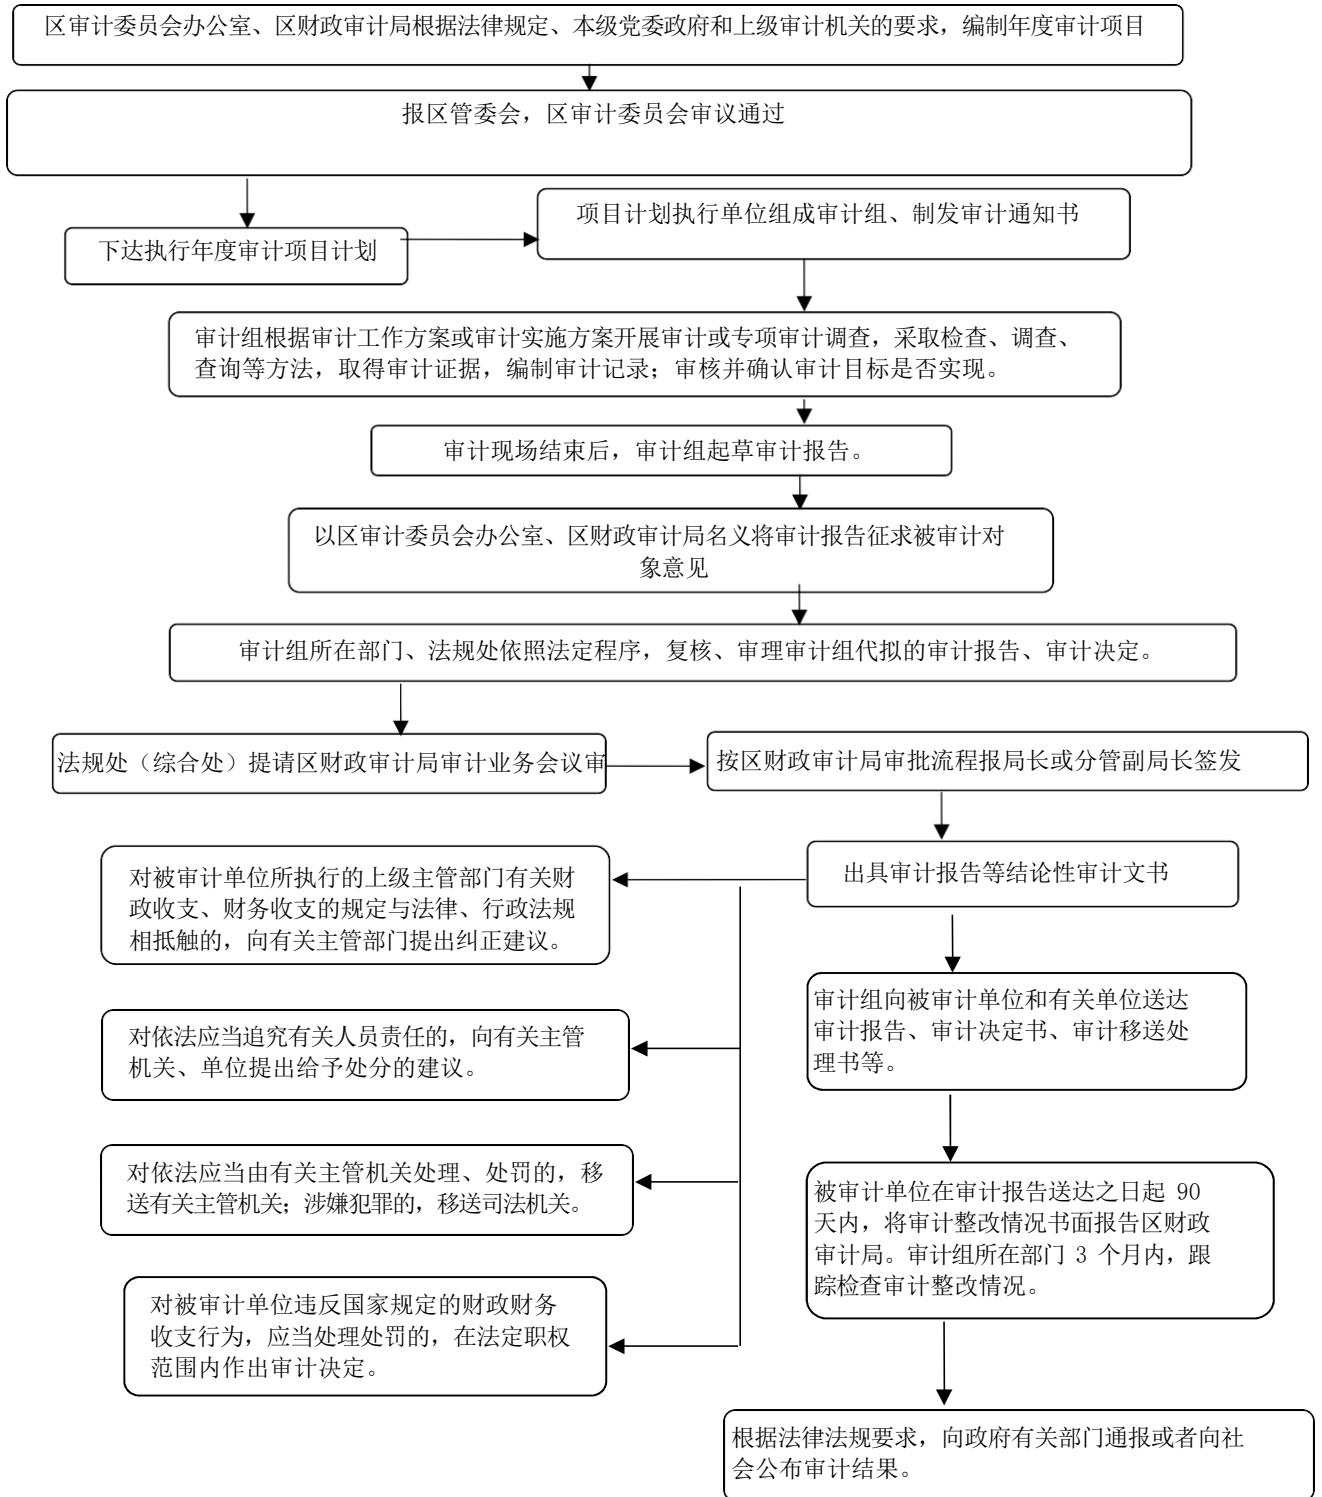 区审计委员会办公室、区财政审计局根据法律规定、本级党委政府和上级审计机关的要求，编制年度审计项目
报区管委会，区审计委员会审议通过
下达执行年度审计项目计划
项目计划执行单位组成审计组、制发审计通知书
审计组根据审计工作方案或审计实施方案开展审计或专项审计调查，采取检查、调查、
查询等方法，取得审计证据，编制审计记录；审核并确认审计目标是否实现。
审计现场结束后，审计组起草审计报告。
以区审计委员会办公室、区财政审计局名义将审计报告征求被审计对
象意见
审计组所在部门、法规处依照法定程序，复核、审理审计组代拟的审计报告、审计决定。
法规处（综合处）提请区财政审计局审计业务会议审
按区财政审计局审批流程报局长或分管副局长签发
出具审计报告等结论性审计文书
对被审计单位所执行的上级主管部门有关财
政收支、财务收支的规定与法律、行政法规
相抵触的，向有关主管部门提出纠正建议。
对依法应当追究有关人员责任的，向有关主管
机关、单位提出给予处分的建议。
对依法应当由有关主管机关处理、处罚的，移
送有关主管机关；涉嫌犯罪的，移送司法机关。
对被审计单位违反国家规定的财政财务
收支行为，应当处理处罚的，在法定职权
范围内作出审计决定。
审计组向被审计单位和有关单位送达
审计报告、审计决定书、审计移送处
理书等。
被审计单位在审计报告送达之日起 90
天内，将审计整改情况书面报告区财政
审计局。审计组所在部门 3 个月内，跟
踪检查审计整改情况。
根据法律法规要求，向政府有关部门通报或者向社
会公布审计结果。